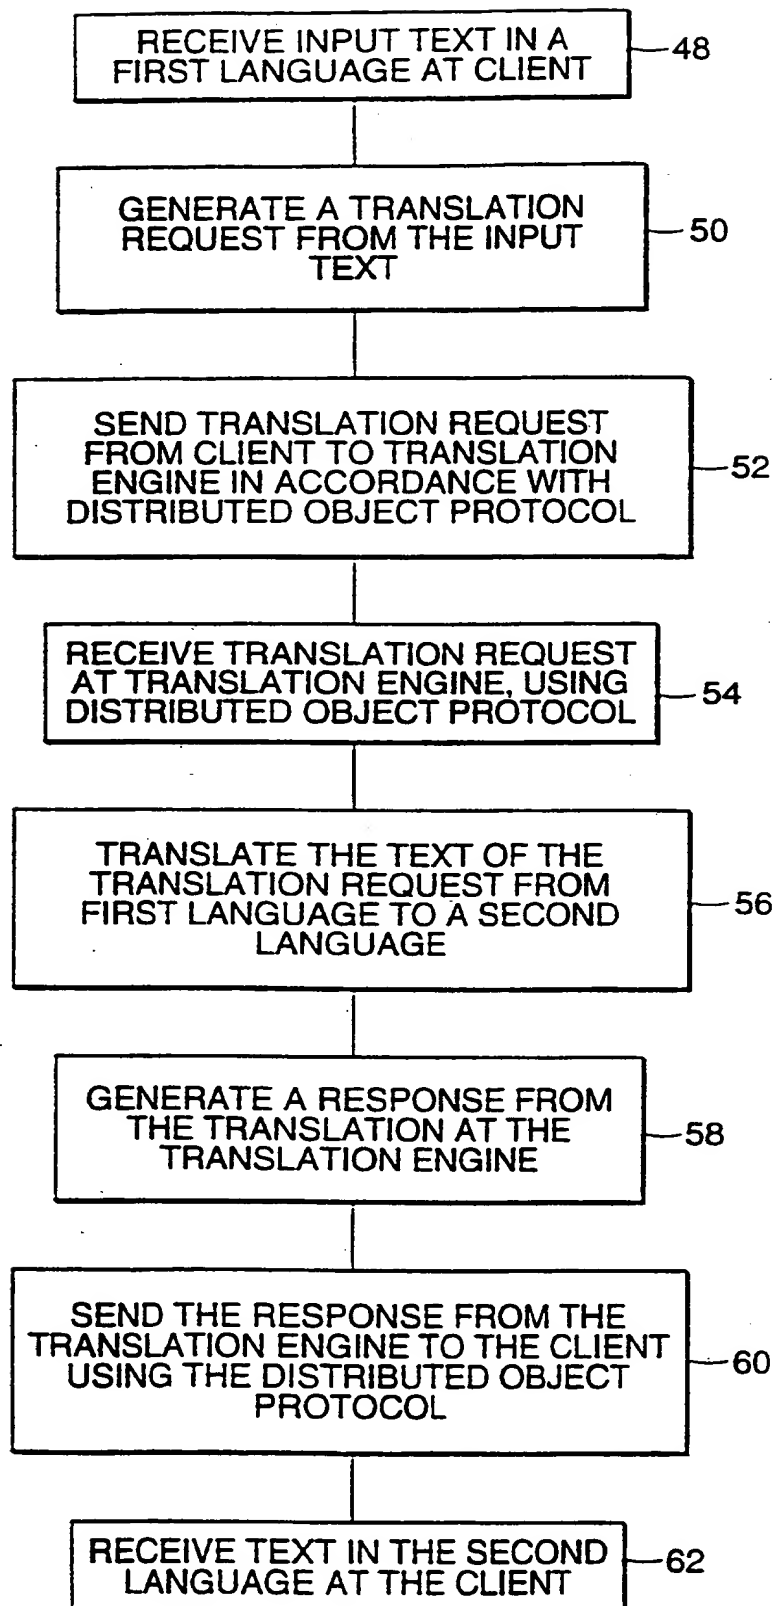 RECEIVE INPUT TEXT IN A
FIRST LANGUAGE AT CLIENT
48
GENERATE A TRANSLATION
REQUEST FROM THE INPUT
TEXT
50
SEND TRANSLATION REQUEST
FROM CLIENT TO TRANSLATION
ENGINE IN ACCORDANCE WITH
DISTRIBUTED OBJECT PROTOCOL
52
RECEIVE TRANSLATION REQUEST
AT TRANSLATION ENGINE, USING
DISTRIBUTED OBJECT PROTOCOL
54
TRANSLATE THE TEXT OF THE
TRANSLATION REQUEST FROM
FIRST LANGUAGE TO A SECOND
LANGUAGE
56
GENERATE A RESPONSE FROM
THE TRANSLATION AT THE
TRANSLATION ENGINE
58
SEND THE RESPONSE FROM THE
TRANSLATION ENGINE TO THE CLIENT
USING THE DISTRIBUTED OBJECT
PROTOCOL
60
RECEIVE TEXT IN THE SECOND
LANGUAGE AT THE CLIENT
62